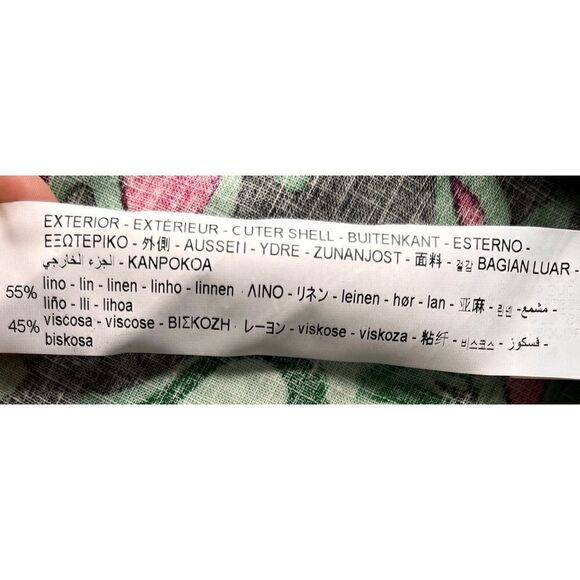 EXTERIOR - EXTÉRIEUR - OUTER SHELL - BUITENKANT - ESTERNO -
ΕΞΩΤΕΡΙΚΟ - 外側 - AUSSEN - YDRE - ZUNANJOST - 面料 - 겉감 BAGIAN LUAR -
الجزء الخارجي - KANPOKOA
55% lino - lin - linen - linho - linnen - ΛΙΝΟ - リネン - leinen - hør - lan - 亚麻 - 린넨 - مشمع -
liño - lli - lihoa
45% viscosa - viscose - ΒΙΣΚΟΖΗ - レーヨン - viskose - viskoza - 粘纤 - 비스코스 - فسكوز -
biskosa